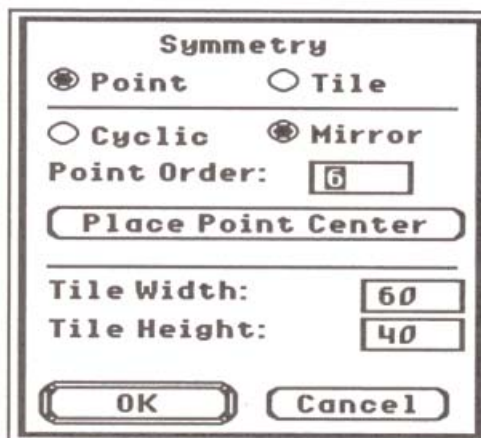 Symmetry
Point Tile
Cyclic Mirror
Point Order: 6
Place Point Center
Tile Width: 60
Tile Height: 40
OK Cancel